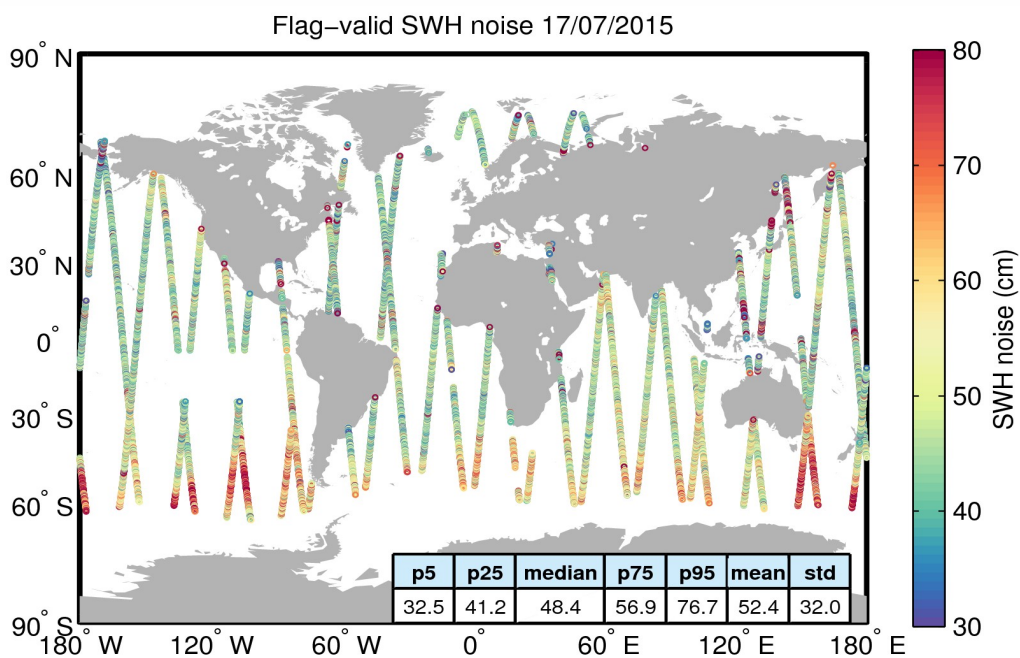 Flag−valid SWH noise 17/07/2015
90° N
60° N
30° N
0°
30° S
60° S
90° S
180° W
120° W
60° W
0°
60° E
120° E
180° E
80
70
60
50
40
30
SWH noise (cm)
p5 p25 median p75 p95 mean std
32.5 41.2 48.4 56.9 76.7 52.4 32.0